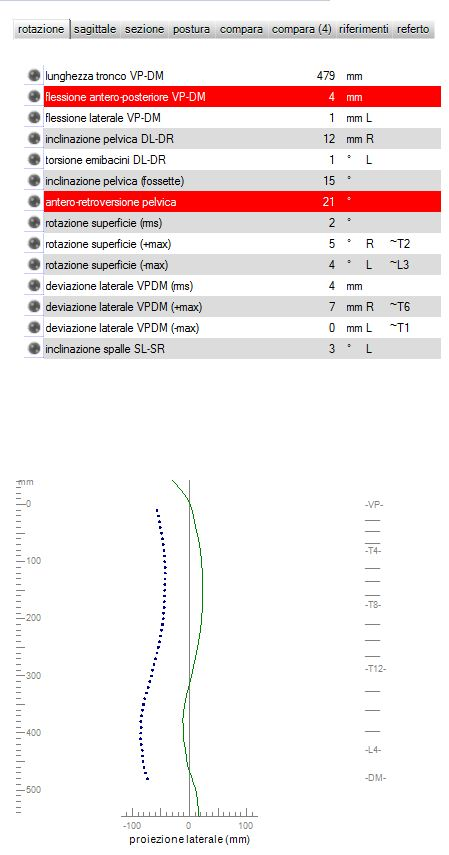 rotazione sagittale sezione postura compara compara (4) riferimenti referto
lunghezza tronco VP-DM 479 mm
flessione antero-posteriore VP-DM 4 mm
flessione laterale VP-DM 1 mm L
inclinazione pelvica DL-DR 12 mm R
torsione emibacini DL-DR 1 ° L
inclinazione pelvica (fossette) 15 °
antero-retroversione pelvica 21 °
rotazione superficie (rms) 2 °
rotazione superficie (+max) 5 ° R ~T2
rotazione superficie (-max) 4 ° L ~L3
deviazione laterale VPDM (rms) 4 mm
deviazione laterale VPDM (+max) 7 mm R ~T6
deviazione laterale VPDM (-max) 0 mm L ~T1
inclinazione spalle SL-SR 3 ° L
mm
0 -VP-
-T4-
100
-T8-
200
300 -T12-
400
-L4-
-DM-
500
-100 0 100
proiezione laterale (mm)